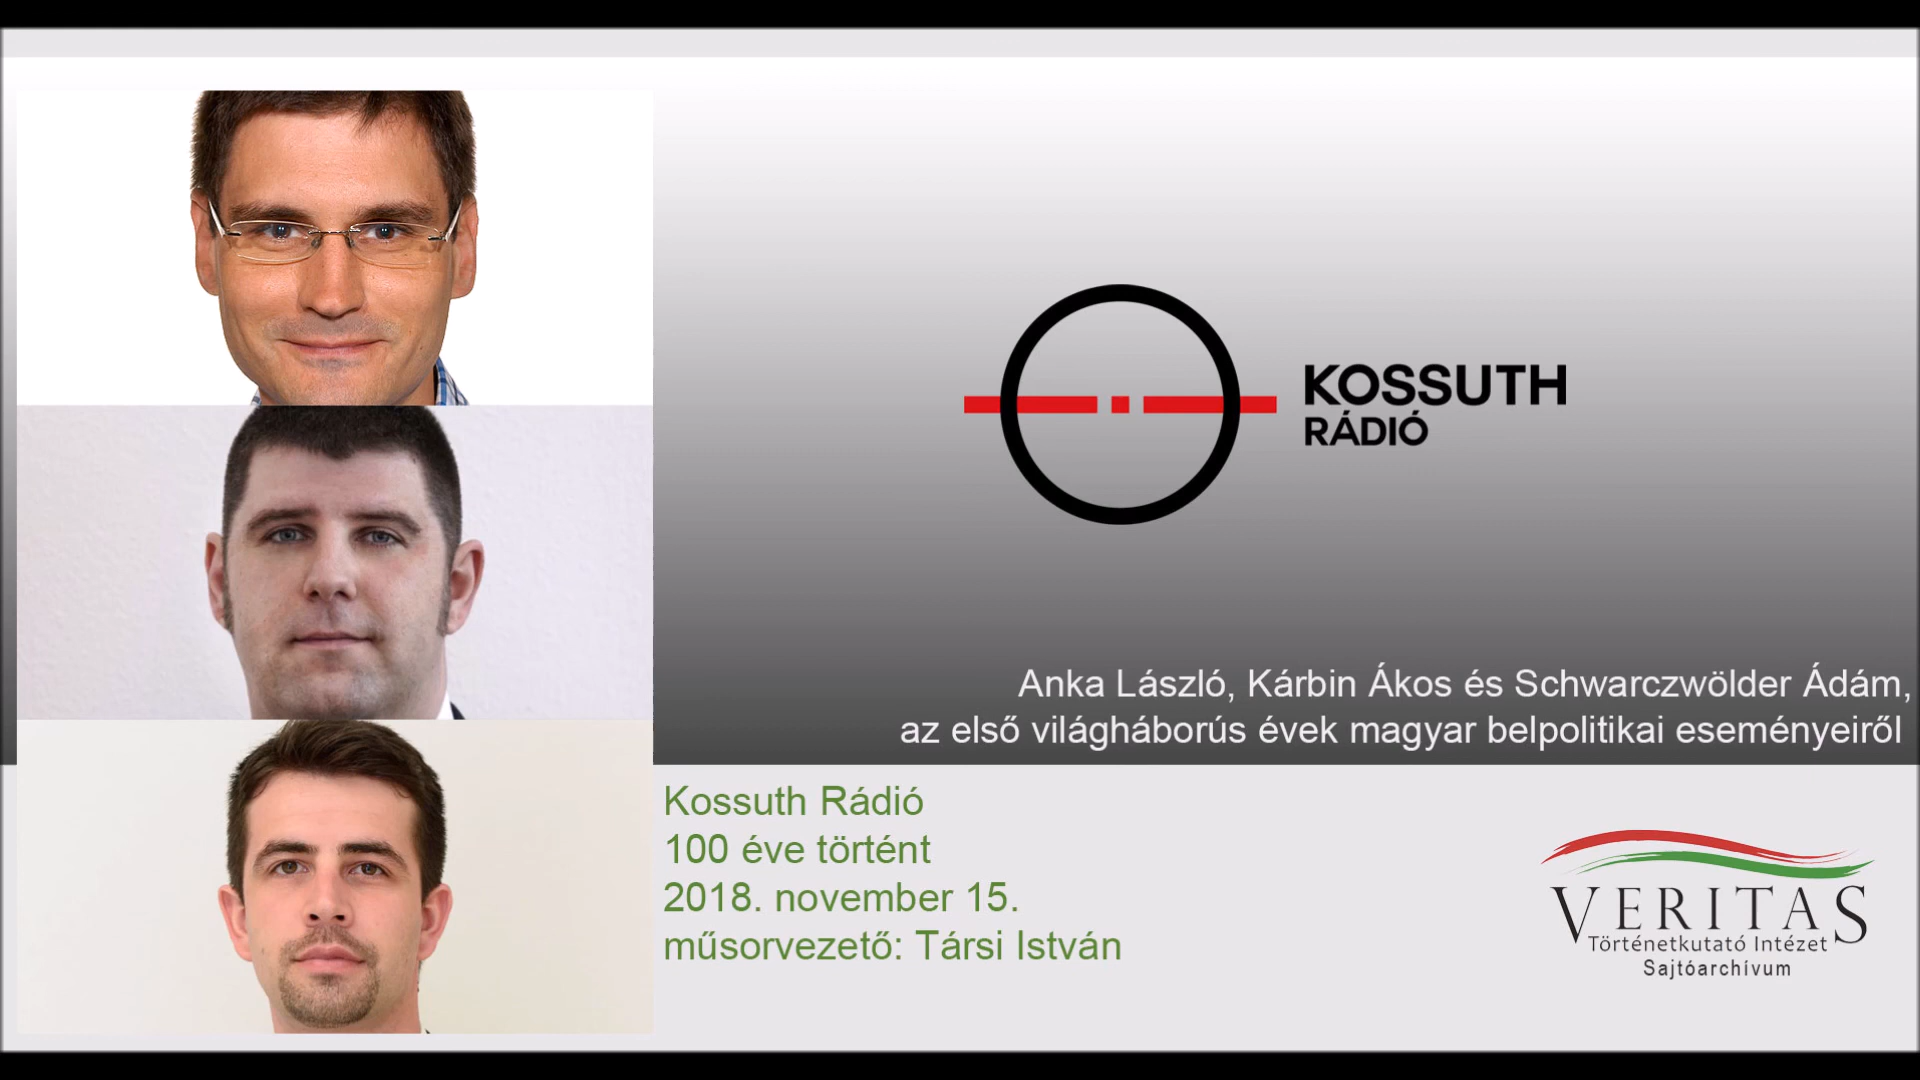 KOSSUTH
RÁDIÓ
Anka László, Kárbin Ákos és Schwarczwölder Ádám,
az első világháborús évek magyar belpolitikai eseményeiről
Kossuth Rádió
100 éve történt
2018. november 15.
műsorvezető: Társi István
VERITAS
Történetkutató Intézet
Sajtóarchívum